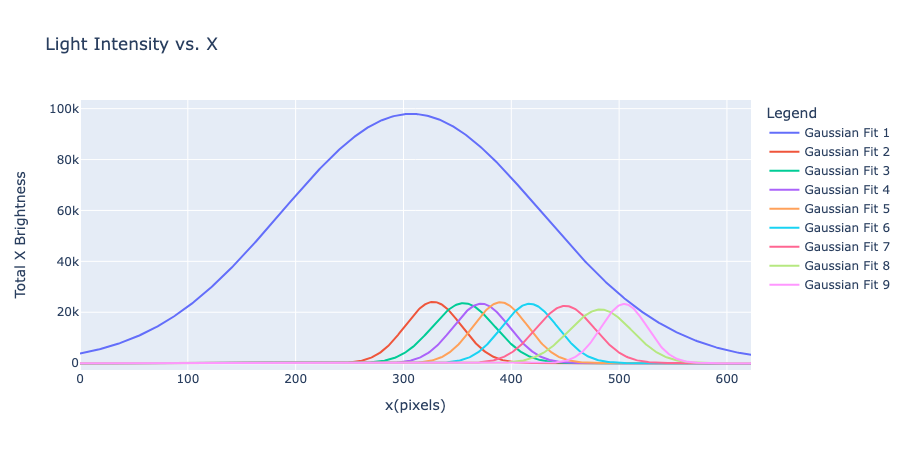 Light Intensity vs. X
Total X Brightness
100k
80k
60k
40k
20k
0
0
100
200
300
400
500
600
x(pixels)
Legend
Gaussian Fit 1
Gaussian Fit 2
Gaussian Fit 3
Gaussian Fit 4
Gaussian Fit 5
Gaussian Fit 6
Gaussian Fit 7
Gaussian Fit 8
Gaussian Fit 9